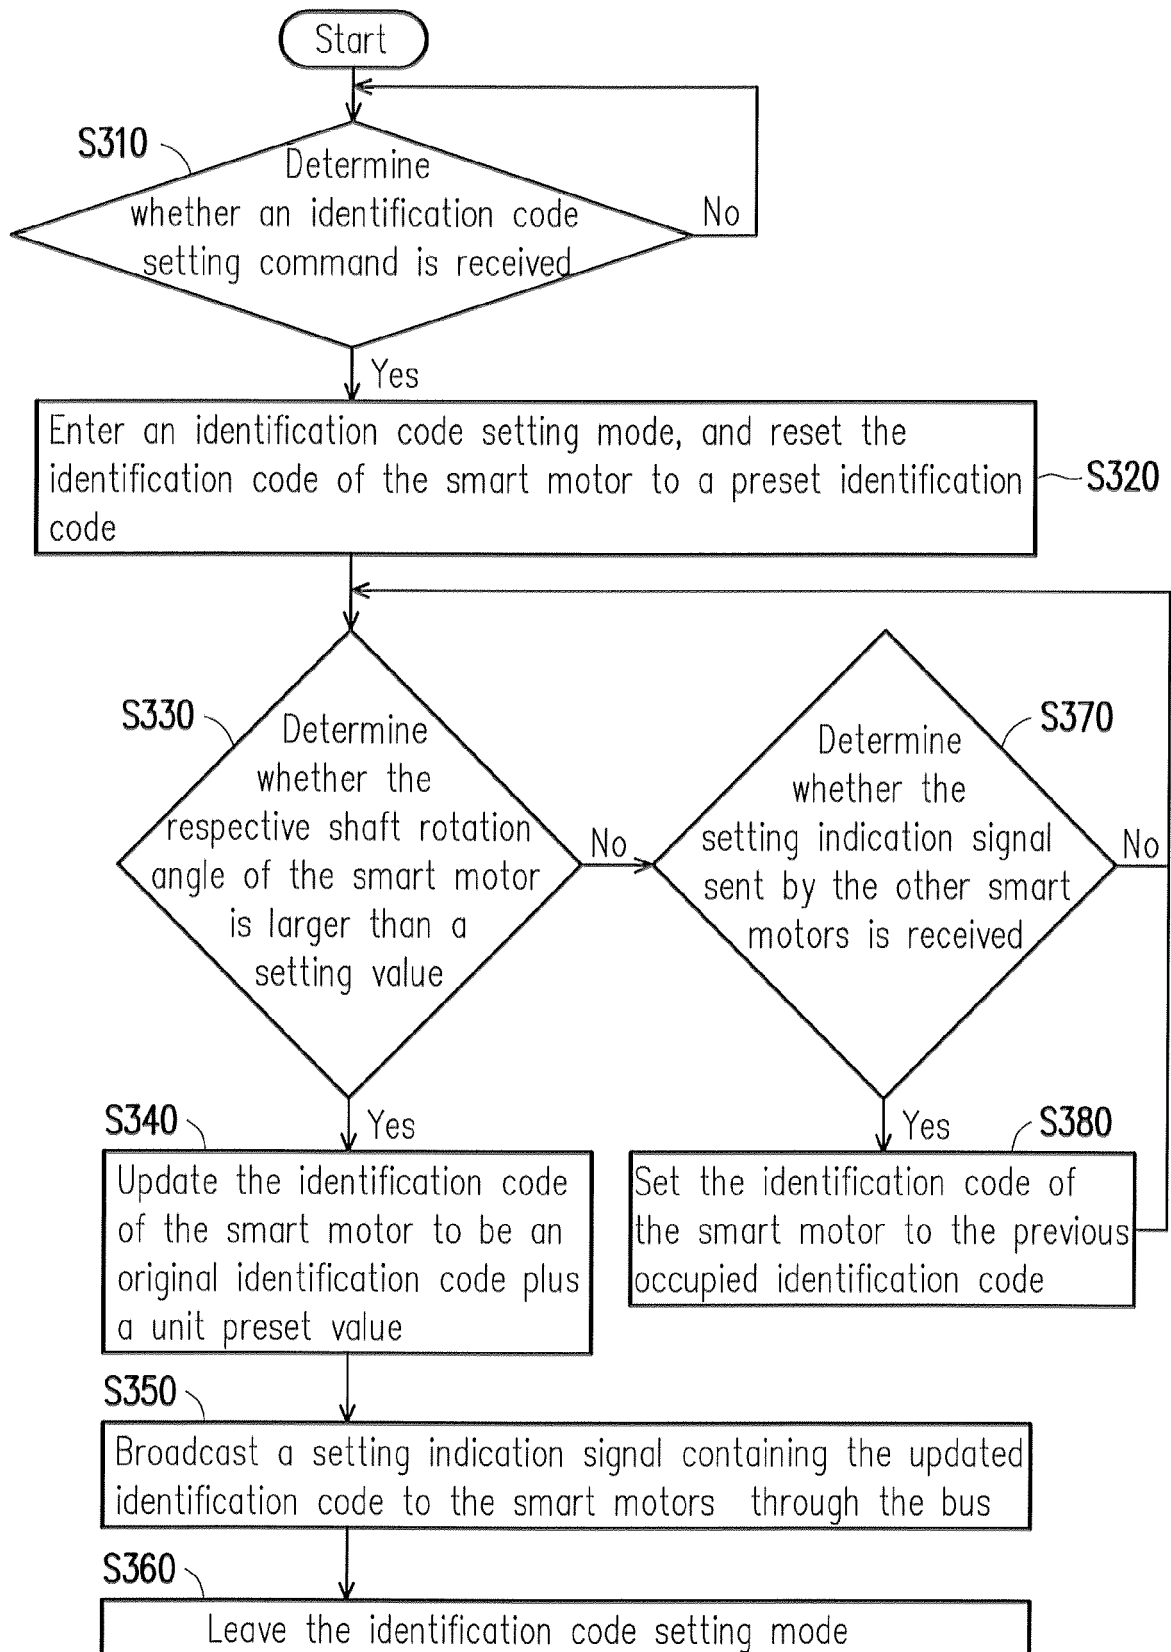 Start
S310
Determine
whether an identification code
setting command is received
No
Yes
Enter an identification code setting mode, and reset the
identification code of the smart motor to a preset identification
code
S320
S330
Determine
whether the
respective shaft rotation
angle of the smart motor
is larger than a
setting value
No
S370
Determine
whether the
setting indication signal
sent by the other smart
motors is received
No
Yes
S340
Update the identification code
of the smart motor to be an
original identification code plus
a unit preset value
Yes
S380
Set the identification code of
the smart motor to the previous
occupied identification code
S350
Broadcast a setting indication signal containing the updated
identification code to the smart motors through the bus
S360
Leave the identification code setting mode